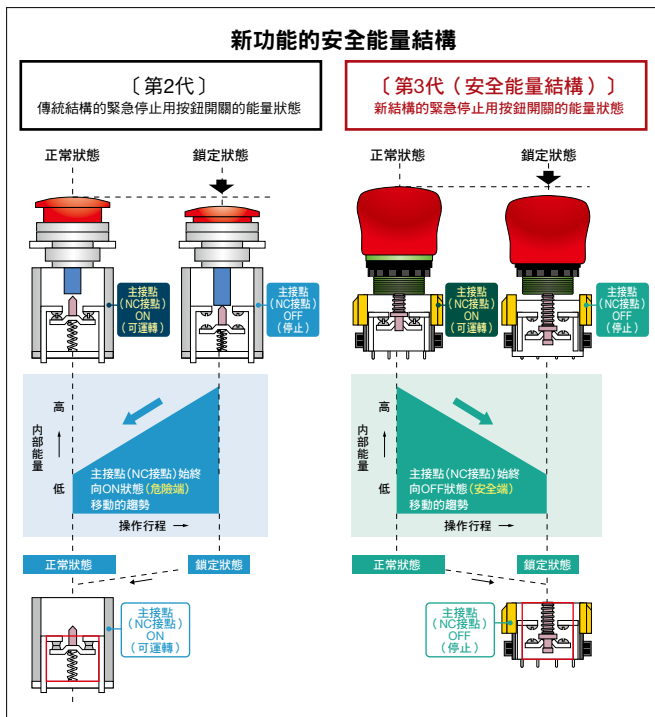 新功能的安全能量結構
〔第2代〕
傳統結構的緊急停止用按鈕開關的能量狀態
正常狀態
鎖定狀態
主接點
(NC接點)
ON
(可運轉)
主接點
(NC接點)
OFF
(停止)
高
內部能量
低
主接點(NC接點)始終
向ON狀態(危險端)
移動的趨勢
操作行程
正常狀態
鎖定狀態
主接點
(NC接點)
ON
(可運轉)
〔第3代(安全能量結構)〕
新結構的緊急停止用按鈕開關的能量狀態
正常狀態
鎖定狀態
主接點
(NC接點)
ON
(可運轉)
主接點
(NC接點)
OFF
(停止)
高
內部能量
低
主接點(NC接點)始終
向OFF狀態(安全端)
移動的趨勢
操作行程
正常狀態
鎖定狀態
主接點
(NC接點)
OFF
(停止)